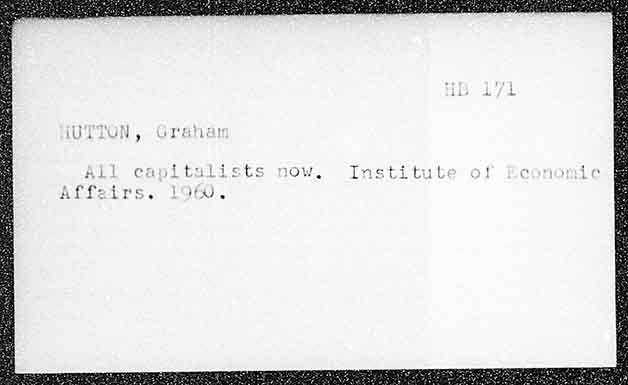 HB 171
HUTTON, Graham
All capitalists now. Institute of Economic
Affairs. 1960.